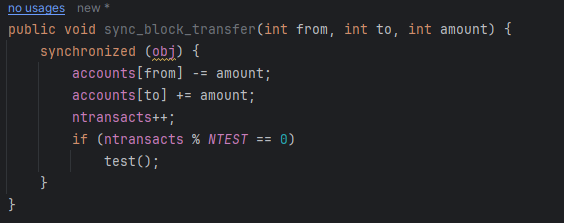 no usages   new *
public void sync_block_transfer(int from, int to, int amount) {
    synchronized (obj) {
        accounts[from] -= amount;
        accounts[to] += amount;
        ntransacts++;
        if (ntransacts % NTEST == 0)
            test();
    }
}